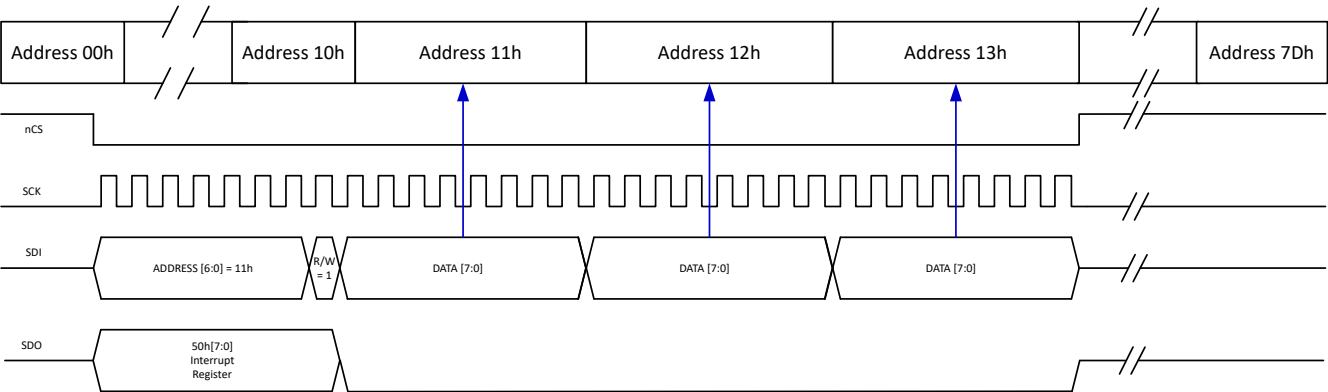 Address 00h
Address 10h
Address 11h
Address 12h
Address 13h
Address 7Dh
nCS
SCK
SDI
ADDRESS [6:0] = 11h
R/W
= 1
DATA [7:0]
DATA [7:0]
DATA [7:0]
SDO
50h[7:0]
Interrupt
Register